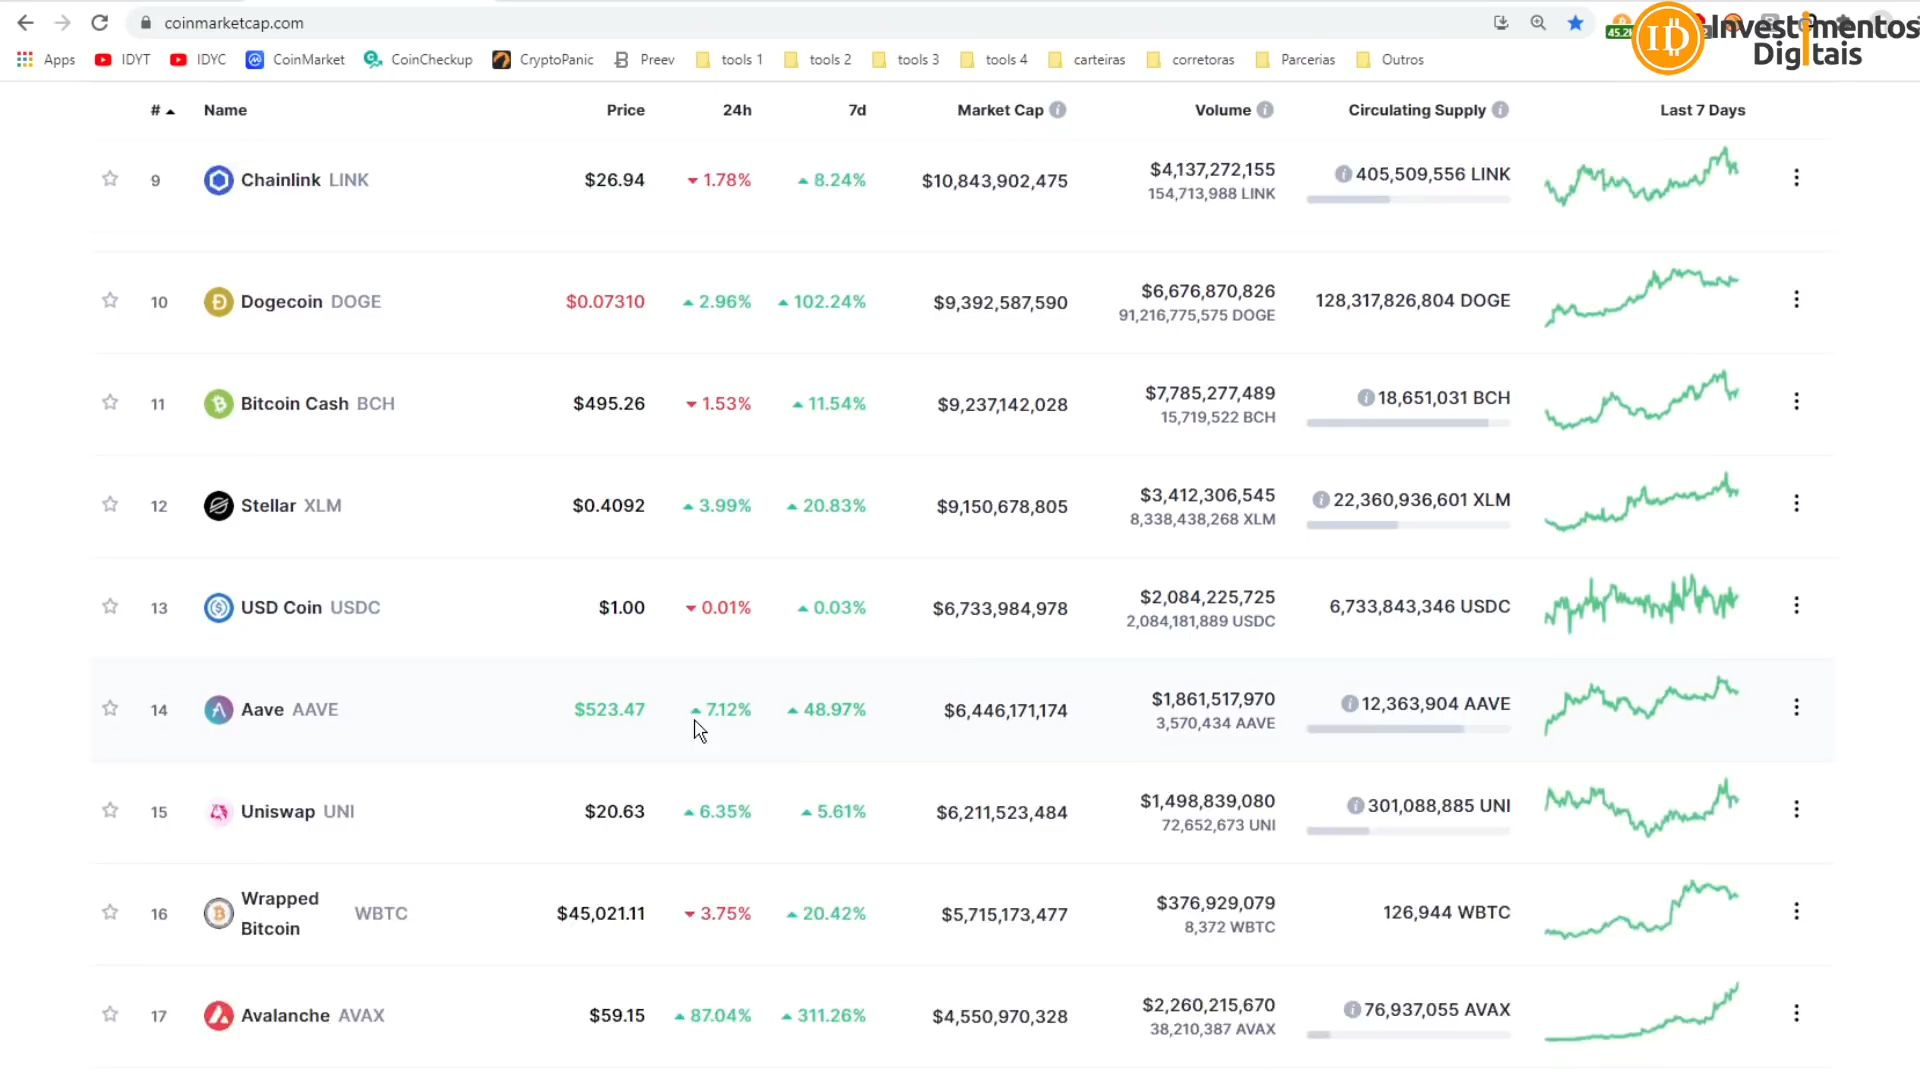 coinmarketcap.com
45.2k
ID
Investimentos
Digitais
Apps IDYT IDYC CoinMarket CoinCheckup CryptoPanic Preev tools 1 tools 2 tools 3 tools 4 carteiras corretoras Parcerias Outros
# Name Price 24h 7d Market Cap Volume Circulating Supply Last 7 Days
9 Chainlink LINK $26.94 1.78% 8.24% $10,843,902,475 $4,137,272,155 405,509,556 LINK
154,713,988 LINK
10 Dogecoin DOGE $0.07310 2.96% 102.24% $9,392,587,590 $6,676,870,826 128,317,826,804 DOGE
91,216,775,575 DOGE
11 Bitcoin Cash BCH $495.26 1.53% 11.54% $9,237,142,028 $7,785,277,489 18,651,031 BCH
15,719,522 BCH
12 Stellar XLM $0.4092 3.99% 20.83% $9,150,678,805 $3,412,306,545 22,360,936,601 XLM
8,338,438,268 XLM
13 USD Coin USDC $1.00 0.01% 0.03% $6,733,984,978 $2,084,225,725 6,733,843,346 USDC
2,084,181,889 USDC
14 Aave AAVE $523.47 7.12% 48.97% $6,446,171,174 $1,861,517,970 12,363,904 AAVE
3,570,434 AAVE
15 Uniswap UNI $20.63 6.35% 5.61% $6,211,523,484 $1,498,839,080 301,088,885 UNI
72,652,673 UNI
16 Wrapped Bitcoin WBTC $45,021.11 3.75% 20.42% $5,715,173,477 $376,929,079 126,944 WBTC
8,372 WBTC
17 Avalanche AVAX $59.15 87.04% 311.26% $4,550,970,328 $2,260,215,670 76,937,055 AVAX
38,210,387 AVAX